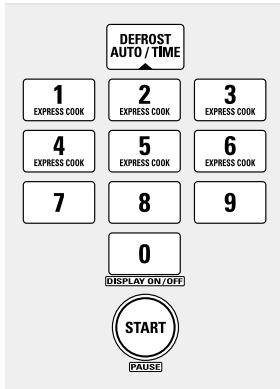 DEFROST
AUTO / TIME
1 2 3
EXPRESS COOK EXPRESS COOK EXPRESS COOK
4 5 6
EXPRESS COOK EXPRESS COOK EXPRESS COOK
7 8 9
0
DISPLAY ON/OFF
START
PAUSE